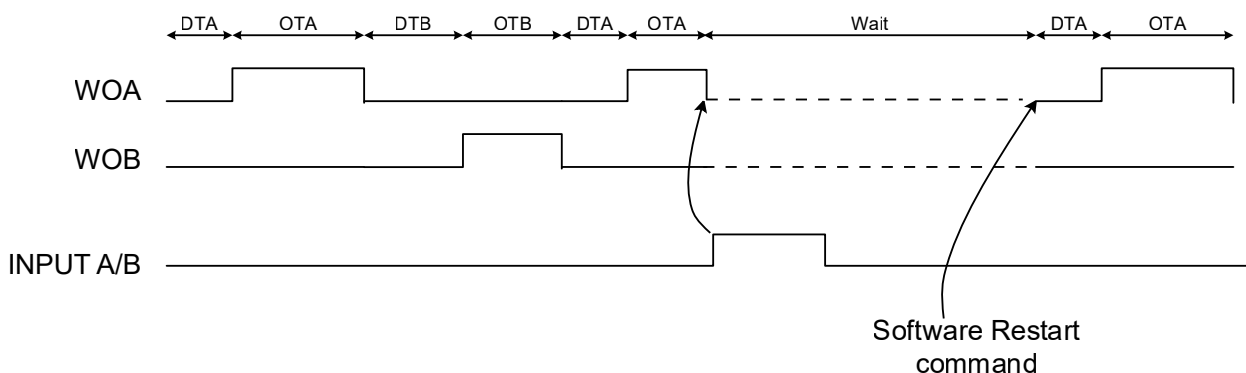 DTA OTA DTB OTB DTA OTA Wait DTA OTA
WOA
WOB
INPUT A/B
Software Restart
command